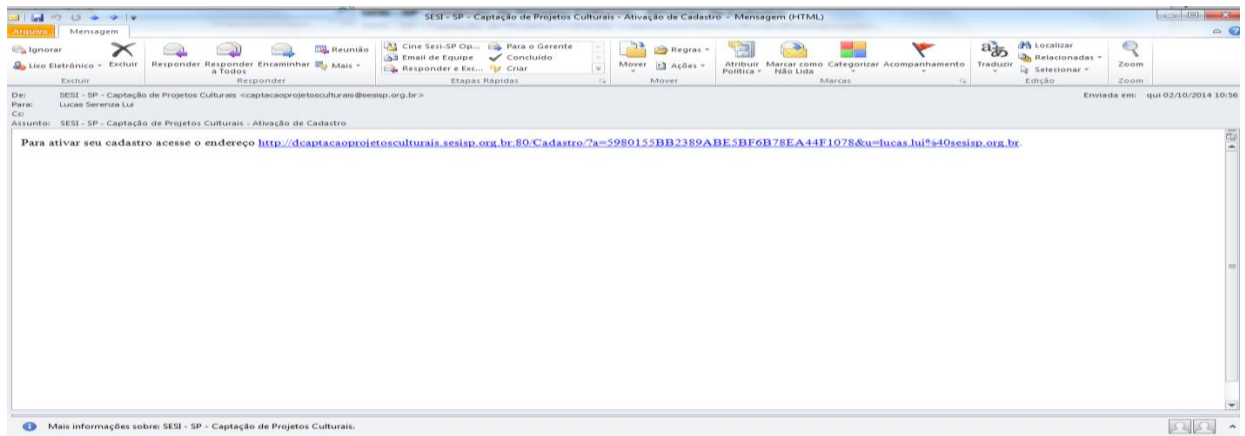 SESI - SP - Captação de Projetos Culturais - Ativação de Cadastro - Mensagem (HTML)
Arquivo Mensagem
Ignorar
Lixo Eletrônico
Excluir
Excluir
Responder
Responder a Todos
Encaminhar
Reunião
Mais
Responder
Cine Sesi-SP Op...
Email de Equipe
Responder e Exc...
Para o Gerente
Concluído
Criar
Etapas Rápidas
Mover
Regras
Ações
Mover
Atribuir Política
Marcar como Não Lida
Categorizar
Acompanhamento
Marcas
Traduzir
Localizar
Relacionadas
Selecionar
Edição
Zoom
Zoom
De: SESI - SP - Captação de Projetos Culturais <captacaoprojetosculturais@sesisp.org.br> Enviada em: qui 02/10/2014 10:56
Para: Lucas Serenza Lui
Cc:
Assunto: SESI - SP - Captação de Projetos Culturais - Ativação de Cadastro
Para ativar seu cadastro acesse o endereço http://dcaptacaoprojetosculturais.sesisp.org.br:80/Cadastro/?a=5980155BB2389ABE5BF6B78EA44F1078&u=lucas.lui%40sesisp.org.br.
Mais informações sobre: SESI - SP - Captação de Projetos Culturais.